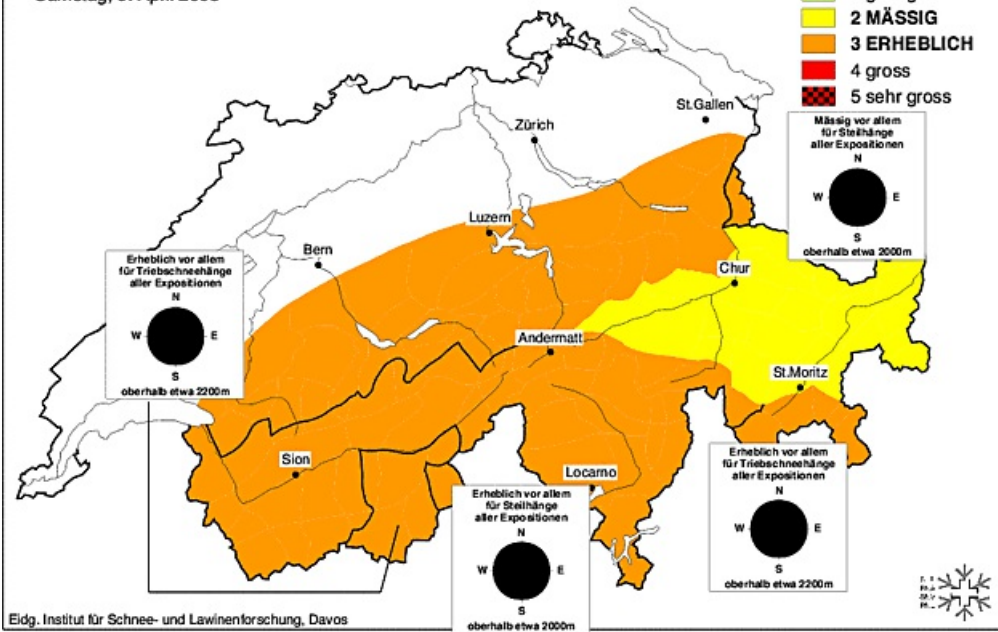 2 MÄSSIG
3 ERHEBLICH
4 gross
5 sehr gross
St.Gallen
Zürich
Mässig vor allem
für Steilhänge
aller Expositionen
N
W E
S
oberhalb etwa 2000m
Luzern
Bern
Chur
Erheblich vor allem
für Triebschneehänge
aller Expositionen
N
W E
S
oberhalb etwa 2200m
Andermatt
St.Moritz
Sion
Locarno
Erheblich vor allem
für Triebschneehänge
aller Expositionen
N
W E
S
oberhalb etwa 2200m
Erheblich vor allem
für Steilhänge
aller Expositionen
N
W E
S
oberhalb etwa 2000m
Eidg. Institut für Schnee- und Lawinenforschung, Davos